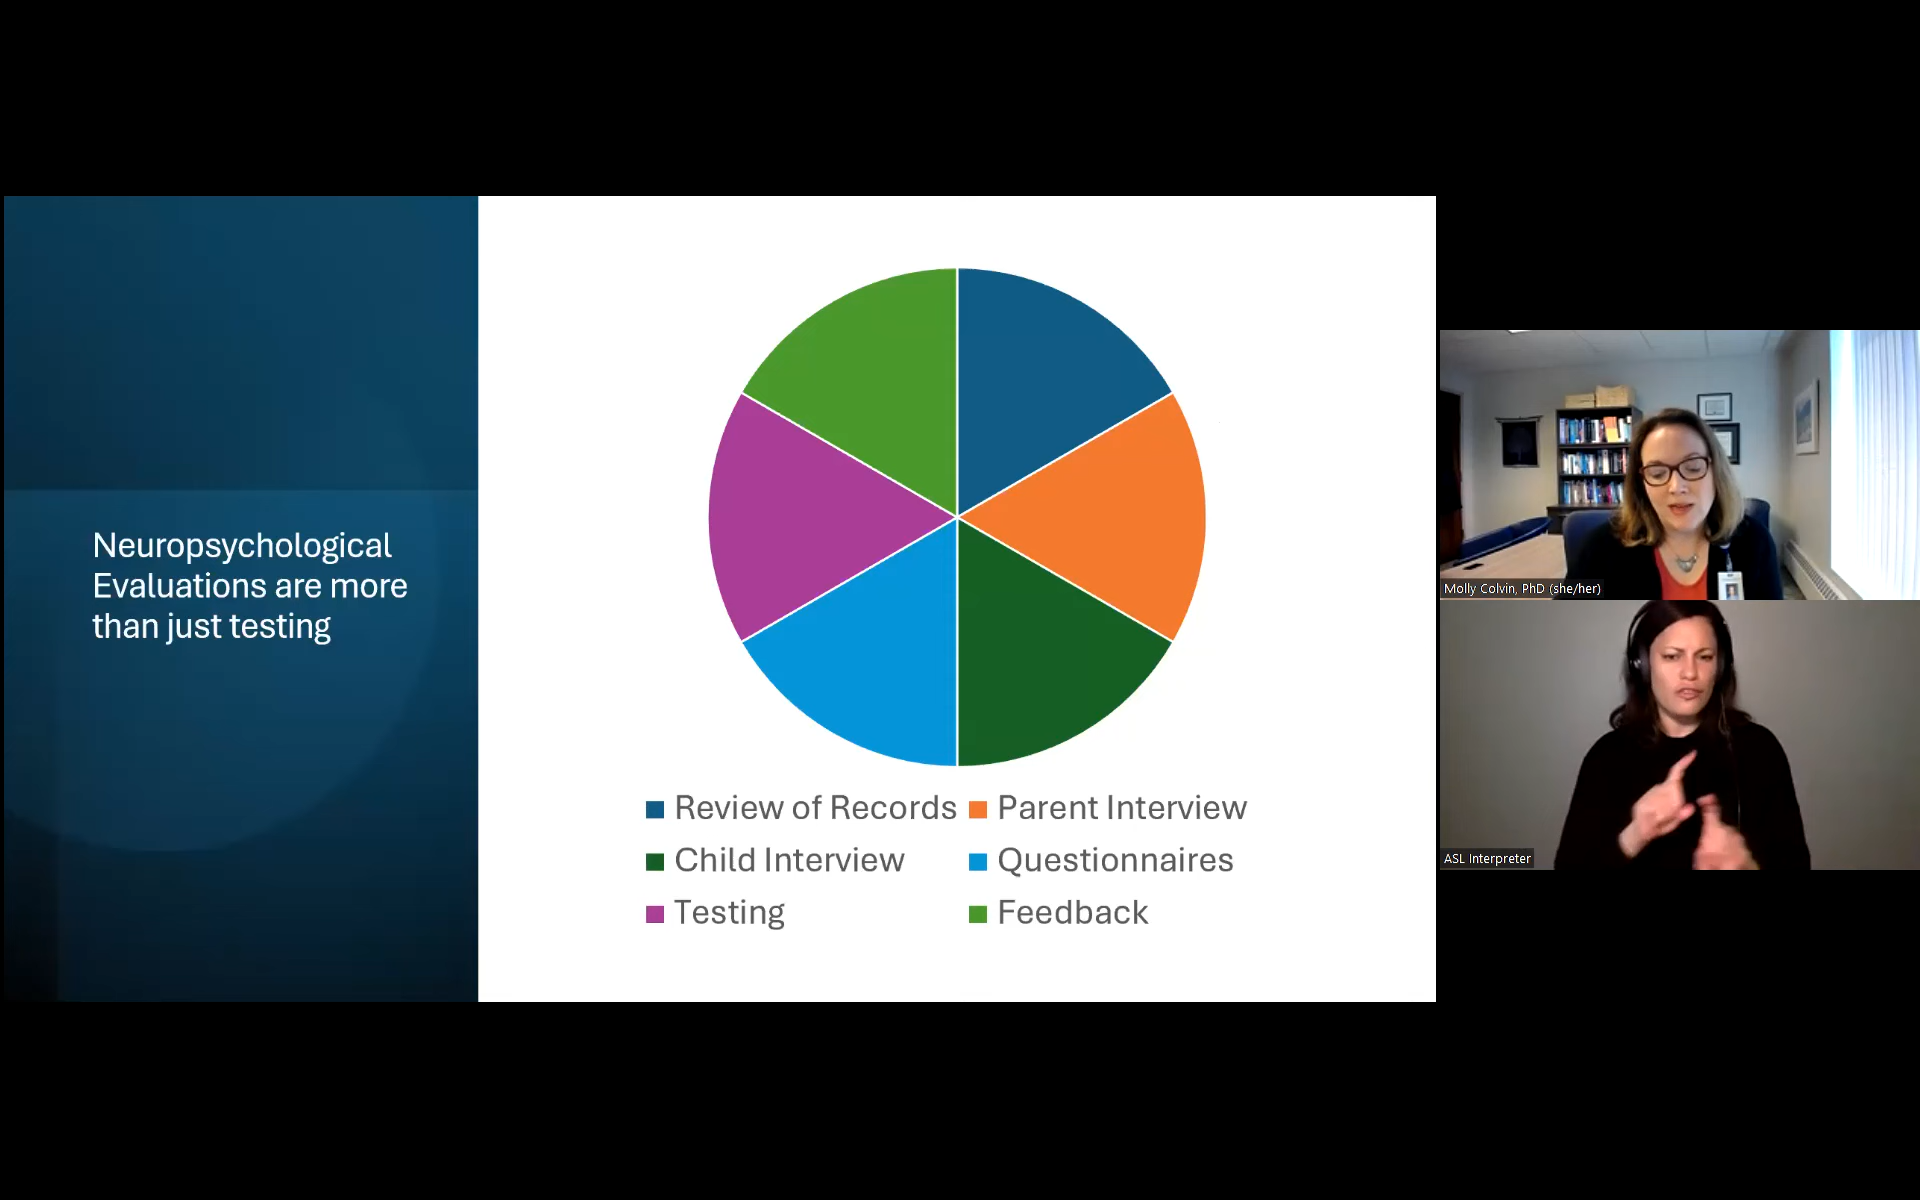 Neuropsychological
Evaluations are more
than just testing
Review of Records
Parent Interview
Child Interview
Questionnaires
Testing
Feedback
Molly Colvin, PhD (she/her)
ASL Interpreter